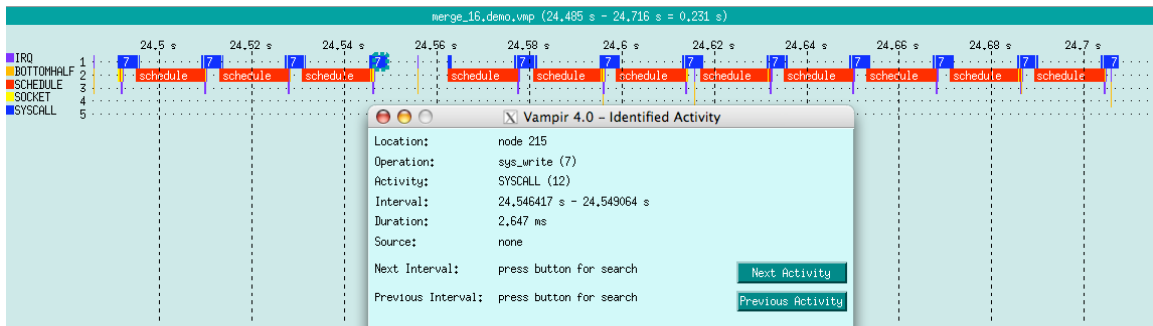 merge_16.demo.vmp (24.485 s - 24.716 s = 0.231 s)
24.5 s 24.52 s 24.54 s 24.56 s 24.58 s 24.6 s 24.62 s 24.64 s 24.66 s 24.68 s 24.7 s
IRQ 1 7 7 7 7 7 7 7 7 7 7 7 7
BOTTOMHALF 2 schedule schedule schedule schedule schedule schedule schedule schedule schedule schedule schedule
SCHEDULE 3
SOCKET 4
SYSCALL 5
Vampir 4.0 - Identified Activity
Location: node 215
Operation: sys_write (7)
Activity: SYSCALL (12)
Interval: 24.546417 s - 24.549064 s
Duration: 2.647 ms
Source: none
Next Interval: press button for search Next Activity
Previous Interval: press button for search Previous Activity